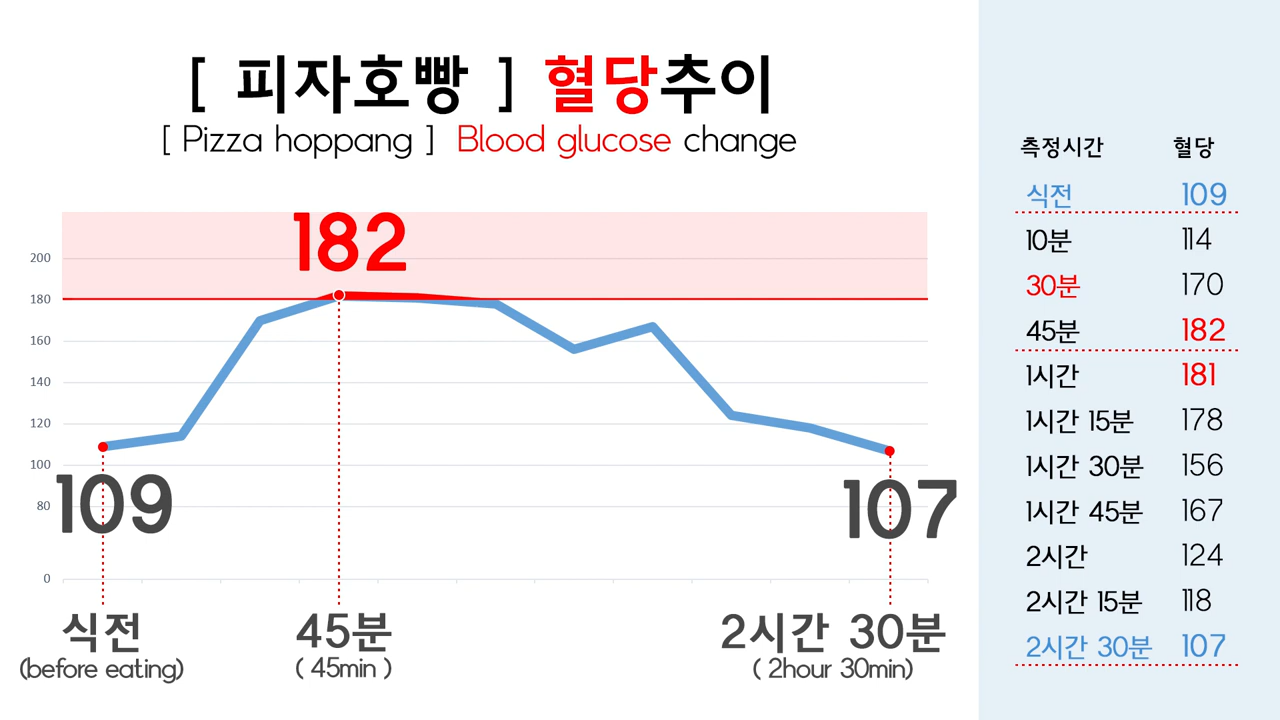 [ 피자호빵 ] 혈당추이
[ Pizza hoppang ] Blood glucose change
182
200
180
160
140
120
100
80
0
109
107
식전
(before eating)
45분
( 45min )
2시간 30분
( 2hour 30min)
측정시간 혈당
식전 109
10분 114
30분 170
45분 182
1시간 181
1시간 15분 178
1시간 30분 156
1시간 45분 167
2시간 124
2시간 15분 118
2시간 30분 107